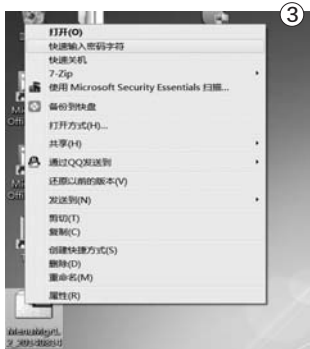 ③
打开(O)
快速输入密码字符
快速关机
7-Zip
使用 Microsoft Security Essentials 扫描...
备份到快盘
打开方式(H)...
共享(H)
通过QQ发送到
还原以前的版本(V)
发送到(N)
剪切(T)
复制(C)
创建快捷方式(S)
删除(D)
重命名(M)
属性(R)